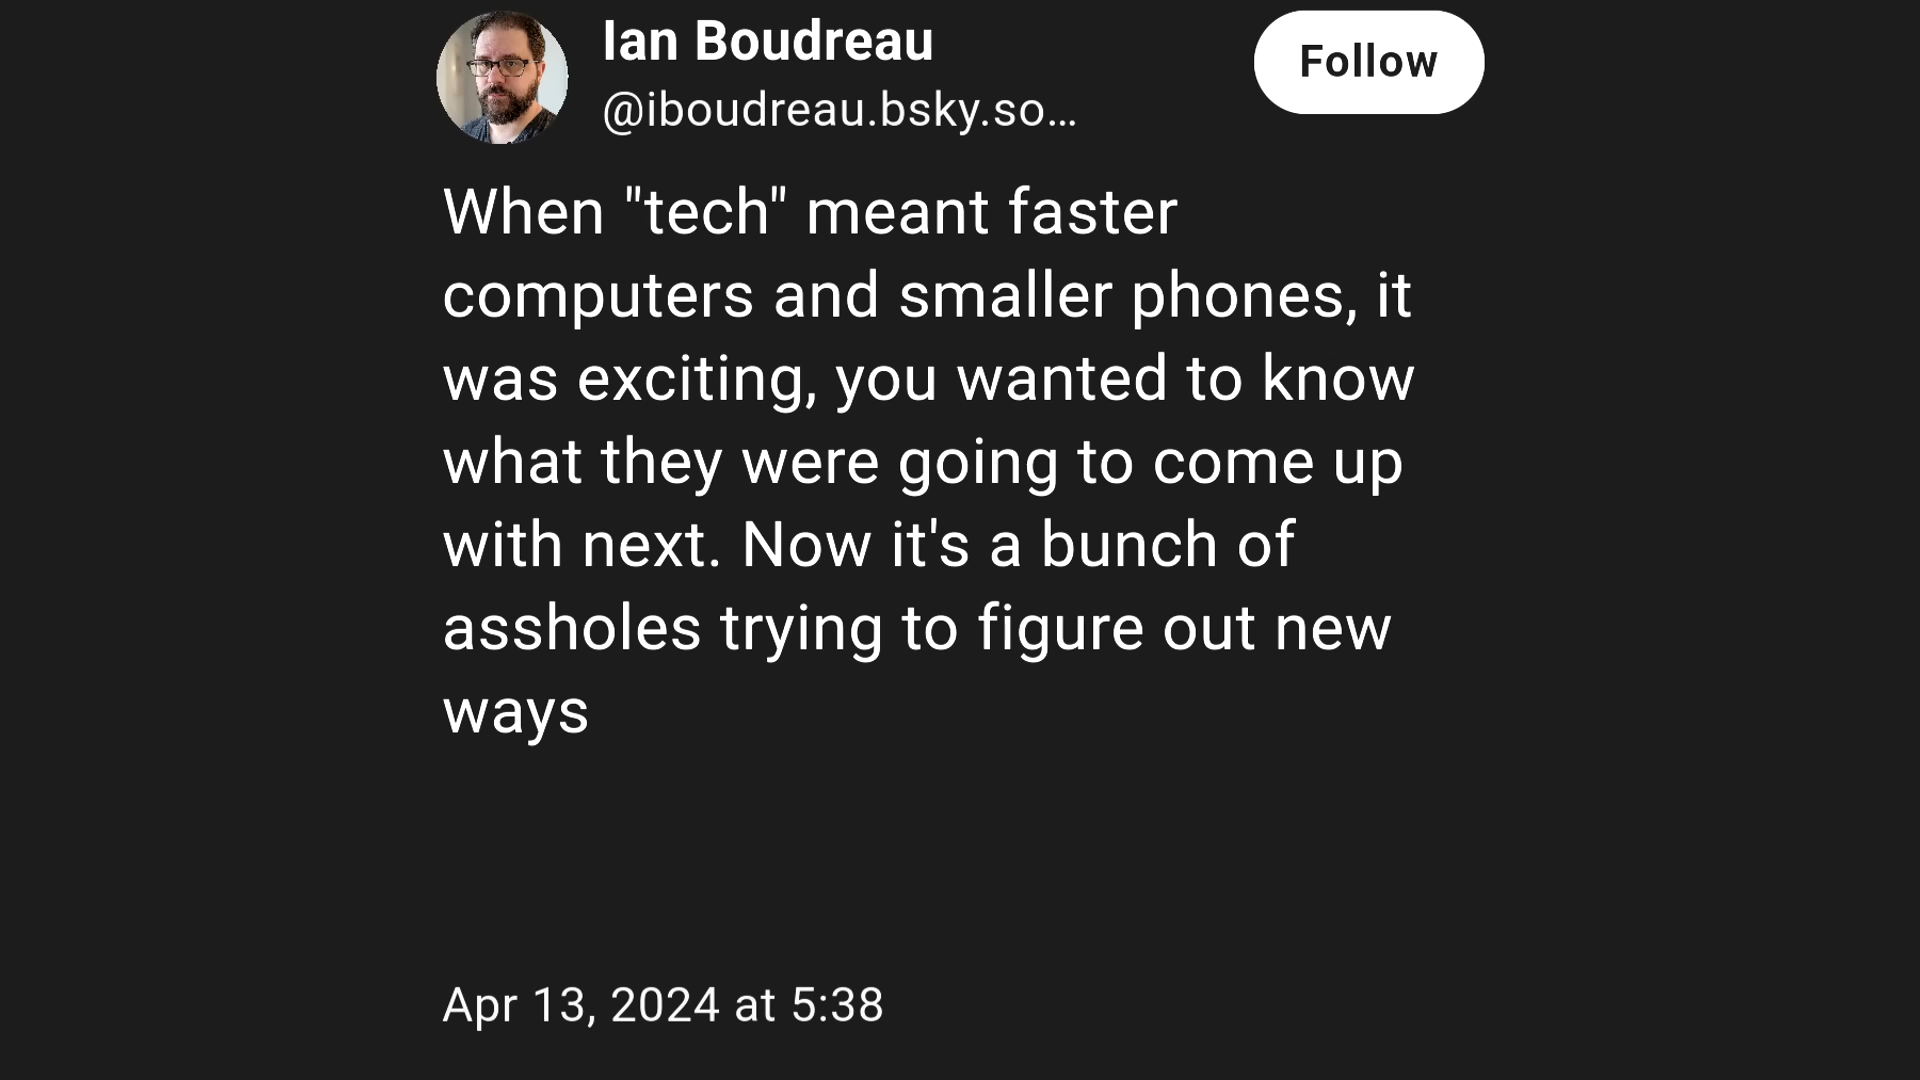 Ian Boudreau
Follow
@iboudreau.bsky.so...
When "tech" meant faster
computers and smaller phones, it
was exciting, you wanted to know
what they were going to come up
with next. Now it's a bunch of
assholes trying to figure out new
ways
Apr 13, 2024 at 5:38